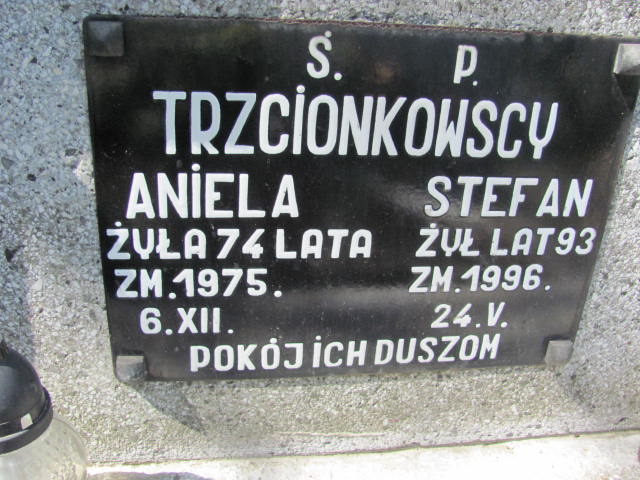 Ś. P.
TRZCIONKOWSCY
ANIELA STEFAN
ŻYŁA 74 LATA ŻYŁ LAT 93
ZM. 1975. ZM. 1996.
6. XII. 24. V.
POKÓJ ICH DUSZOM